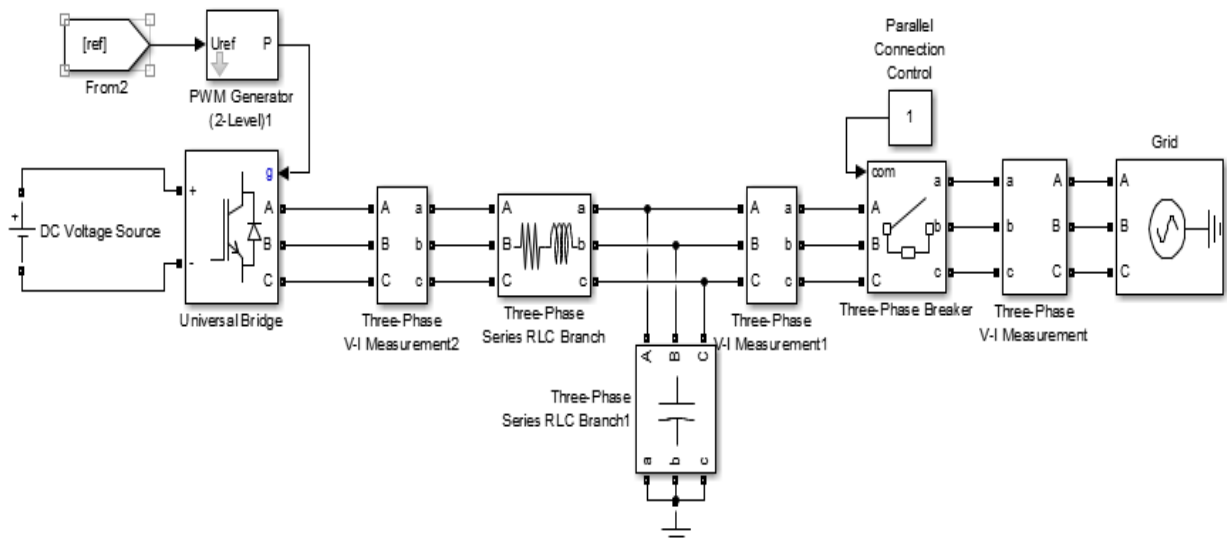 [ref]
From2
Uref
P
PWM Generator
(2-Level)1
Parallel
Connection
Control
1
Grid
DC Voltage Source
+
+
-
g
A
B
C
Universal Bridge
A
B
C
a
b
c
Three-Phase
V-I Measurement2
A
B
C
a
b
c
Three-Phase
Series RLC Branch
A
B
C
a
b
c
Three-Phase
V-I Measurement1
com
A
B
C
a
b
c
Three-Phase Breaker
a
b
c
A
B
C
Three-Phase
V-I Measurement
A
B
C
A
B
C
Three-Phase
Series RLC Branch1
a
b
c